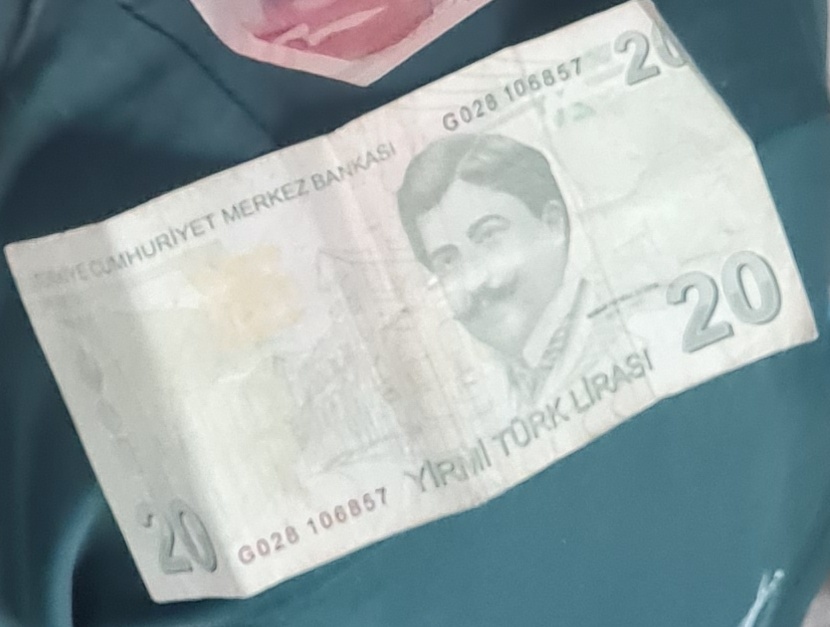 20
G028 106857
TÜRKİYE CUMHURİYET MERKEZ BANKASI
20
YİRMİ TÜRK LİRASI
G028 106857
20